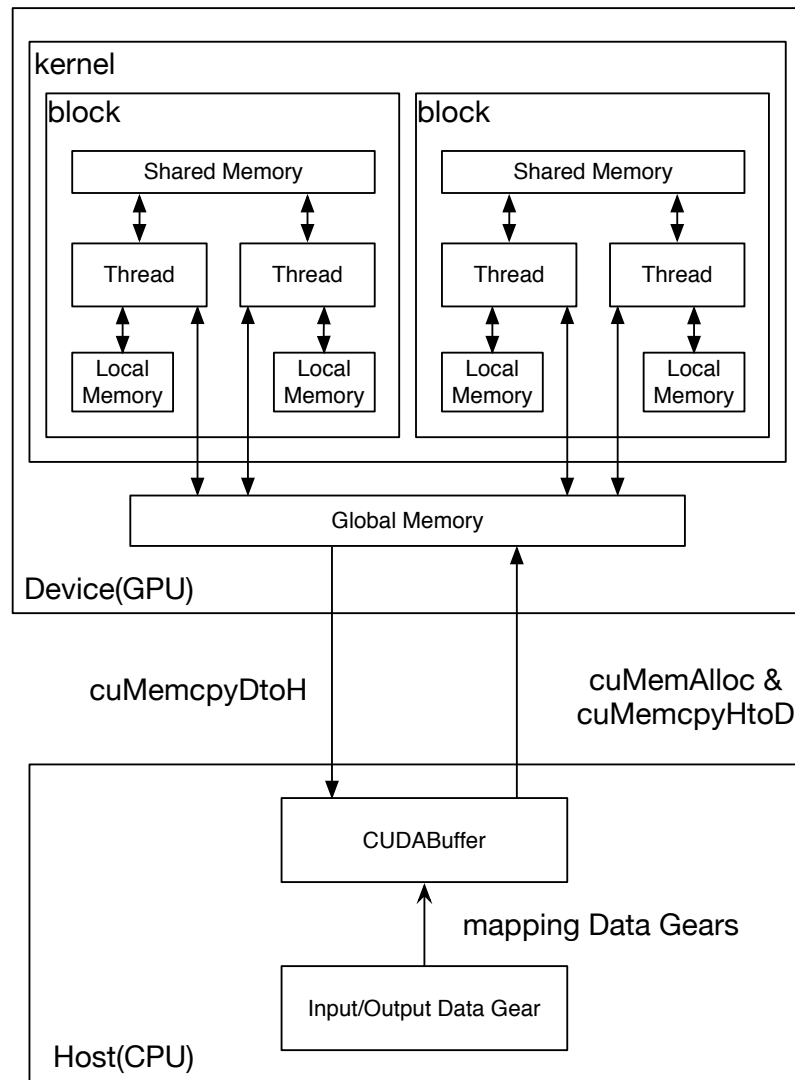 kernel
block
block
Shared Memory
Shared Memory
Thread
Thread
Thread
Thread
Local
Memory
Local
Memory
Local
Memory
Local
Memory
Global Memory
Device(GPU)
cuMemcpyDtoH
cuMemAlloc &
cuMemcpyHtoD
CUDABuffer
mapping Data Gears
Input/Output Data Gear
Host(CPU)